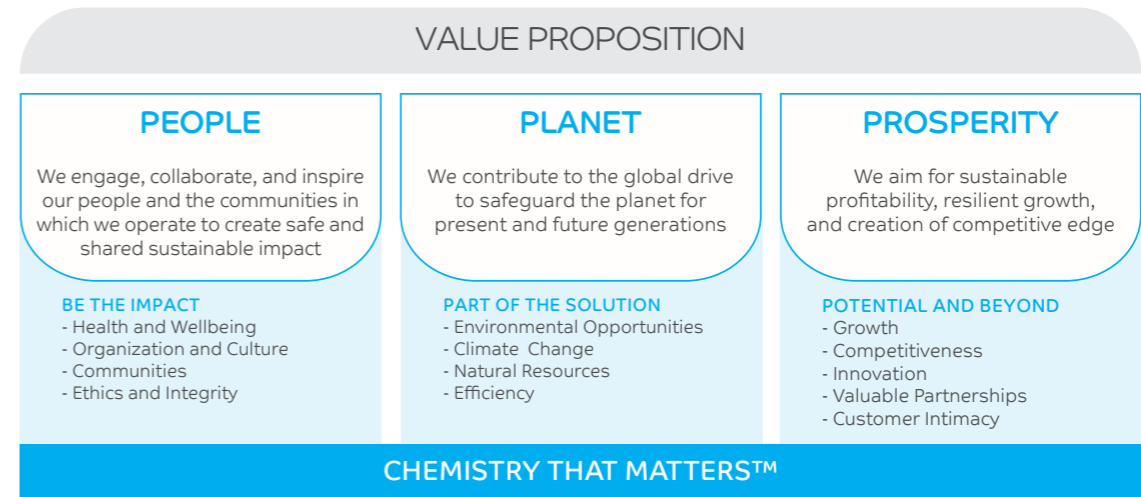 VALUE PROPOSITION
PEOPLE
We engage, collaborate, and inspire
our people and the communities in
which we operate to create safe and
shared sustainable impact
BE THE IMPACT
- Health and Wellbeing
- Organization and Culture
- Communities
- Ethics and Integrity
PLANET
We contribute to the global drive
to safeguard the planet for
present and future generations
PART OF THE SOLUTION
- Environmental Opportunities
- Climate Change
- Natural Resources
- Efficiency
PROSPERITY
We aim for sustainable
profitability, resilient growth,
and creation of competitive edge
POTENTIAL AND BEYOND
- Growth
- Competitiveness
- Innovation
- Valuable Partnerships
- Customer Intimacy
CHEMISTRY THAT MATTERS™